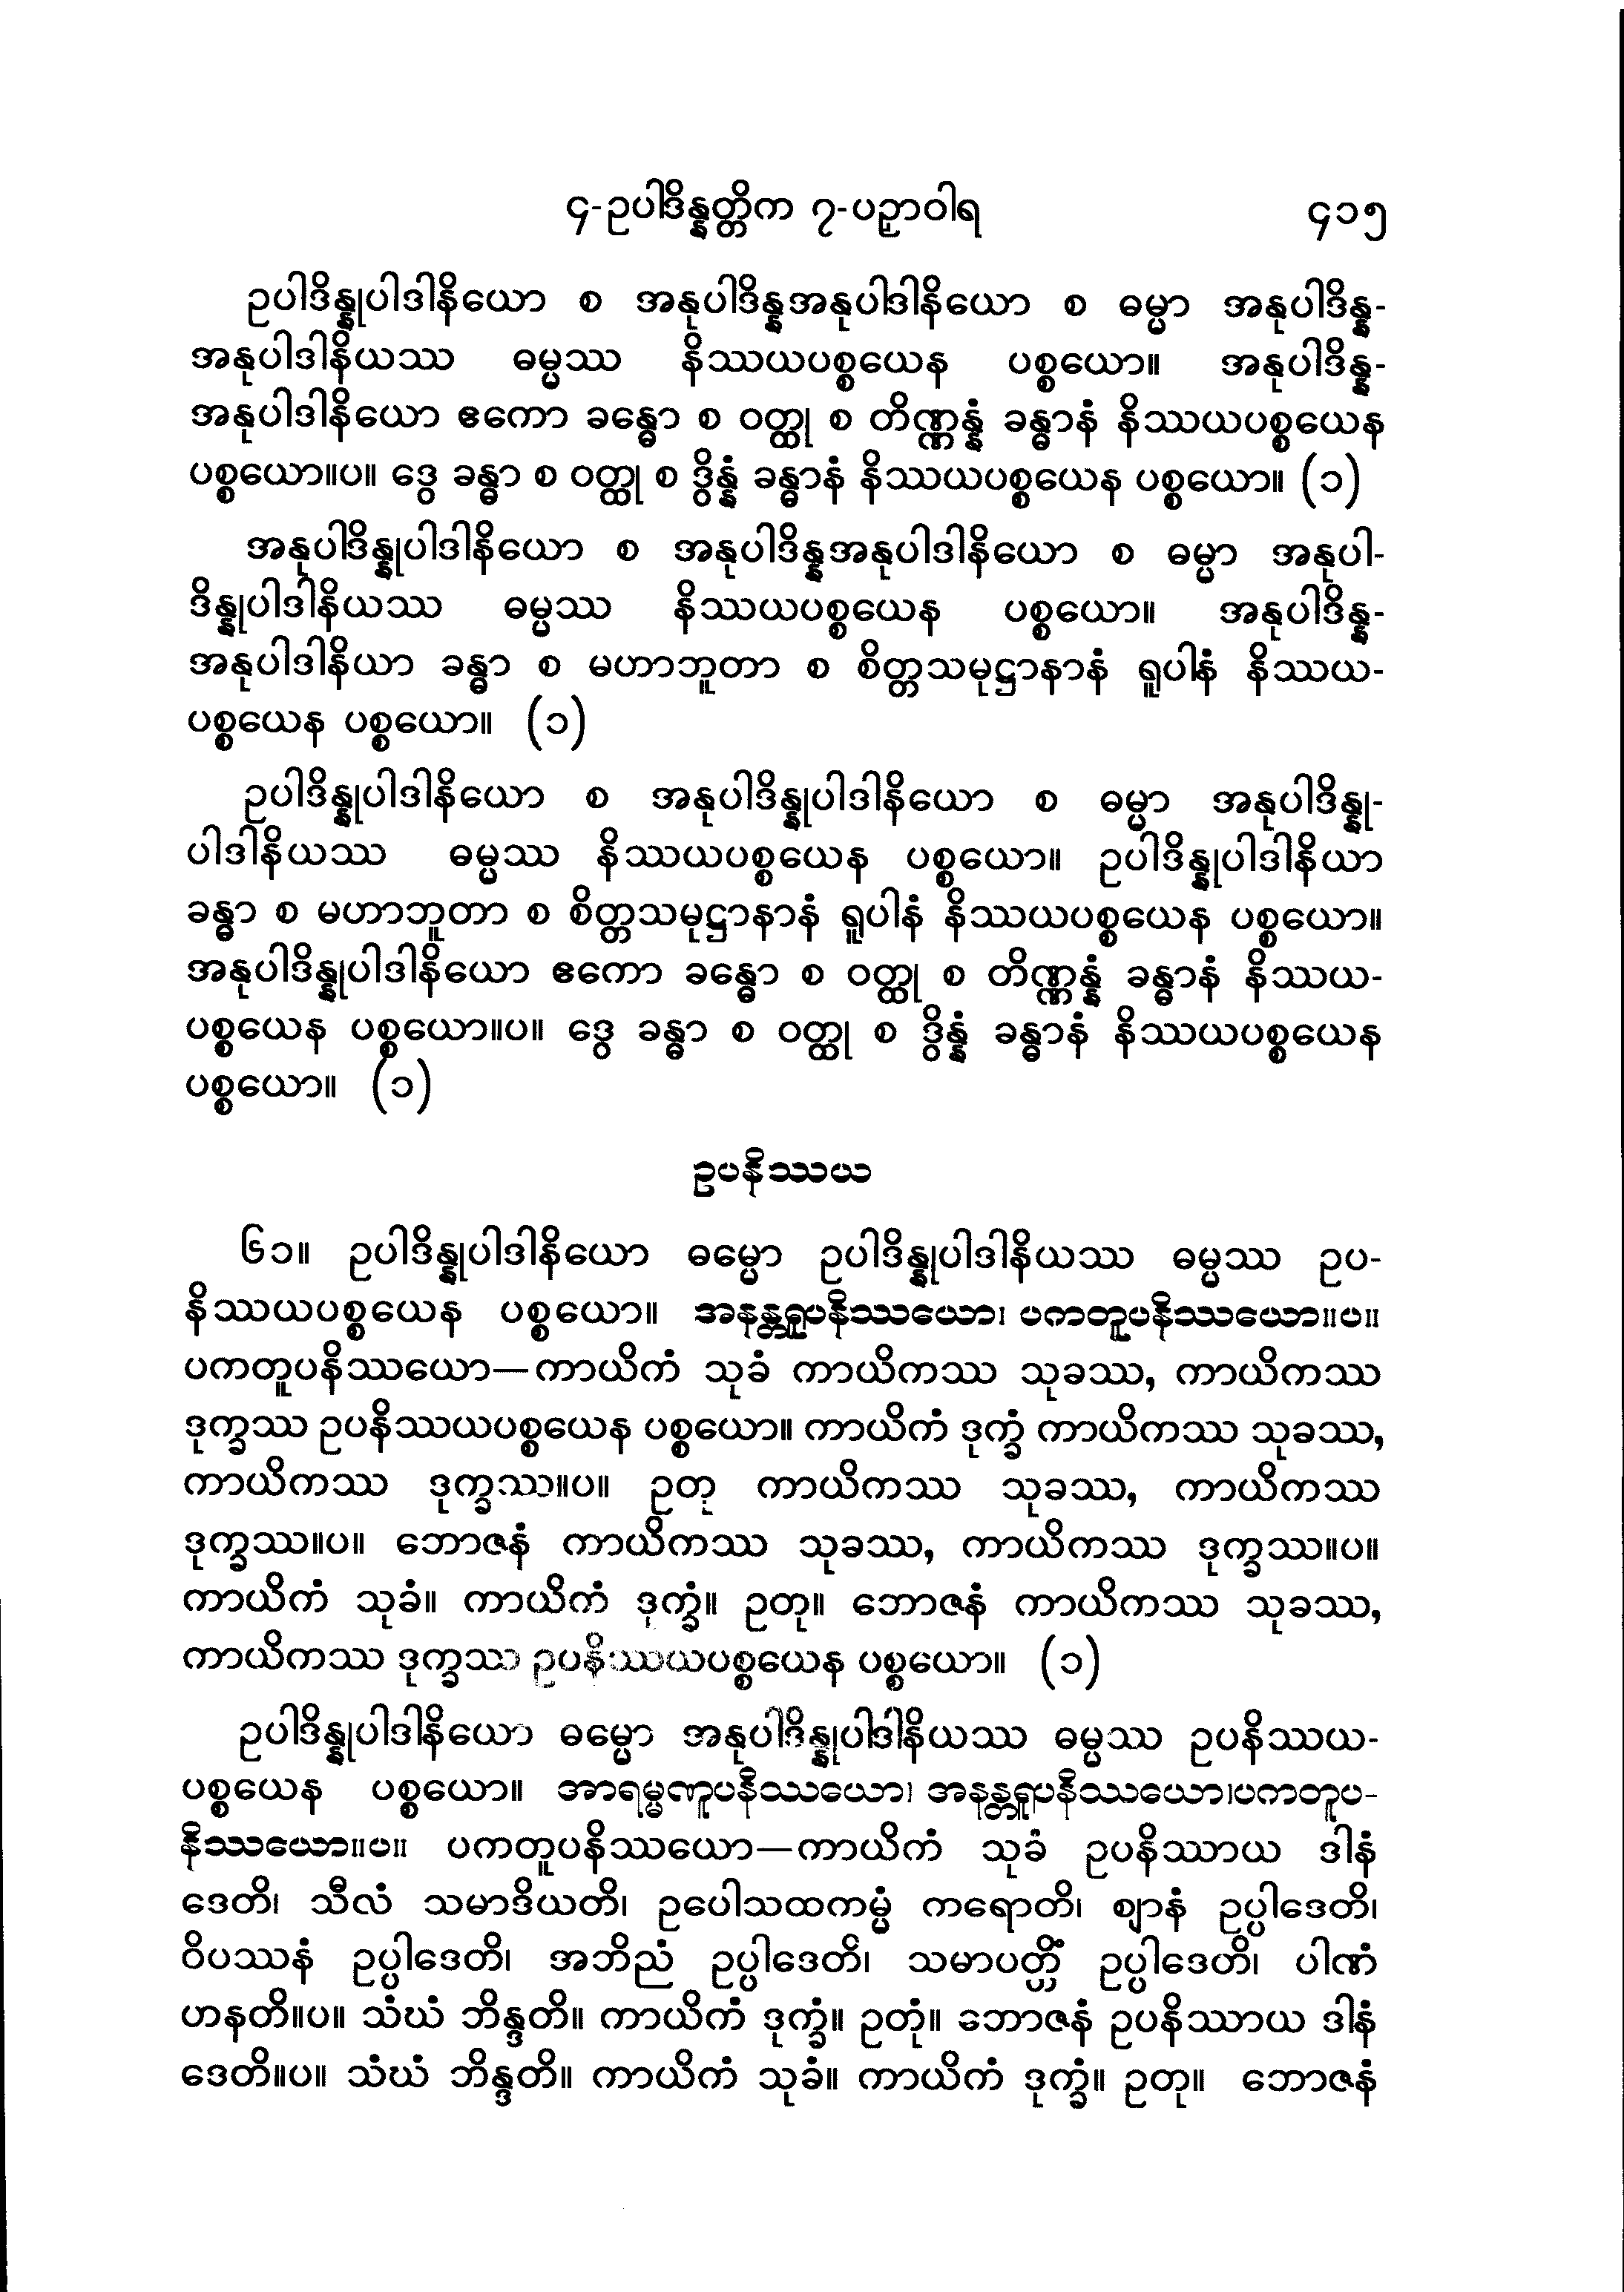 ၄-ဥပါဒိန္နတ္တိက ၇-ပဉှာဝါရ ၄၁၅
ဥပါဒိန္နုပါဒါနိယော စ အနုပါဒိန္နအနုပါဒါနိယော စ ဓမ္မာ အနုပါဒိန္န-
အနုပါဒါနိယဿ ဓမ္မဿ နိဿယပစ္စယေန ပစ္စယော။ အနုပါဒိန္န-
အနုပါဒါနိယော ဧကော ခန္ဓော စ ဝတ္ထု စ တိဏ္ဏန္နံ ခန္ဓာနံ နိဿယပစ္စယေန
ပစ္စယော။ပ။ ဒွေ ခန္ဓာ စ ဝတ္ထု စ ဒွိန္နံ ခန္ဓာနံ နိဿယပစ္စယေန ပစ္စယော။ (၁)
အနုပါဒိန္နုပါဒါနိယော စ အနုပါဒိန္နအနုပါဒါနိယော စ ဓမ္မာ အနုပါ-
ဒိန္နုပါဒါနိယဿ ဓမ္မဿ နိဿယပစ္စယေန ပစ္စယော။ အနုပါဒိန္န-
အနုပါဒါနိယာ ခန္ဓာ စ မဟာဘူတာ စ စိတ္တသမုဋ္ဌာနာနံ ရူပါနံ နိဿယ-
ပစ္စယေန ပစ္စယော။ (၁)
ဥပါဒိန္နုပါဒါနိယော စ အနုပါဒိန္နုပါဒါနိယော စ ဓမ္မာ အနုပါဒိန္နု-
ပါဒါနိယဿ ဓမ္မဿ နိဿယပစ္စယေန ပစ္စယော။ ဥပါဒိန္နုပါဒါနိယာ
ခန္ဓာ စ မဟာဘူတာ စ စိတ္တသမုဋ္ဌာနာနံ ရူပါနံ နိဿယပစ္စယေန ပစ္စယော။
အနုပါဒိန္နုပါဒါနိယော ဧကော ခန္ဓော စ ဝတ္ထု စ တိဏ္ဏန္နံ ခန္ဓာနံ နိဿယ-
ပစ္စယေန ပစ္စယော။ပ။ ဒွေ ခန္ဓာ စ ဝတ္ထု စ ဒွိန္နံ ခန္ဓာနံ နိဿယပစ္စယေန
ပစ္စယော။ (၁)
ဥပနိဿယ
၆၁။ ဥပါဒိန္နုပါဒါနိယော ဓမ္မော ဥပါဒိန္နုပါဒါနိယဿ ဓမ္မဿ ဥပ-
နိဿယပစ္စယေန ပစ္စယော။ အနန္တရူပနိဿယော၊ ပကတူပနိဿယော။ပ။
ပကတူပနိဿယော—ကာယိကံ သုခံ ကာယိကဿ သုခဿ, ကာယိကဿ
ဒုက္ခဿ ဥပနိဿယပစ္စယေန ပစ္စယော။ ကာယိကံ ဒုက္ခံ ကာယိကဿ သုခဿ,
ကာယိကဿ ဒုက္ခဿ။ပ။ ဥတု ကာယိကဿ သုခဿ, ကာယိကဿ
ဒုက္ခဿ။ပ။ ဘောဇနံ ကာယိကဿ သုခဿ, ကာယိကဿ ဒုက္ခဿ။ပ။
ကာယိကံ သုခံ။ ကာယိကံ ဒုက္ခံ။ ဥတု။ ဘောဇနံ ကာယိကဿ သုခဿ,
ကာယိကဿ ဒုက္ခဿ ဥပနိဿယပစ္စယေန ပစ္စယော။ (၁)
ဥပါဒိန္နုပါဒါနိယော ဓမ္မော အနုပါဒိန္နုပါဒါနိယဿ ဓမ္မဿ ဥပနိဿယ-
ပစ္စယေန ပစ္စယော။ အာရမ္မဏူပနိဿယော၊ အနန္တရူပနိဿယော၊ပကတူပ-
နိဿယော။ပ။ ပကတူပနိဿယော—ကာယိကံ သုခံ ဥပနိဿာယ ဒါနံ
ဒေတိ၊ သီလံ သမာဒိယတိ၊ ဥပေါသထကမ္မံ ကရောတိ၊ ဈာနံ ဥပ္ပါဒေတိ၊
ဝိပဿနံ ဥပ္ပါဒေတိ၊ အဘိညံ ဥပ္ပါဒေတိ၊ သမာပတ္တိံ ဥပ္ပါဒေတိ၊ ပါဏံ
ဟနတိ။ပ။ သံဃံ ဘိန္ဒတိ။ ကာယိကံ ဒုက္ခံ။ ဥတုံ။ ဘောဇနံ ဥပနိဿာယ ဒါနံ
ဒေတိ။ပ။ သံဃံ ဘိန္ဒတိ။ ကာယိကံ သုခံ။ ကာယိကံ ဒုက္ခံ။ ဥတု။ ဘောဇနံ